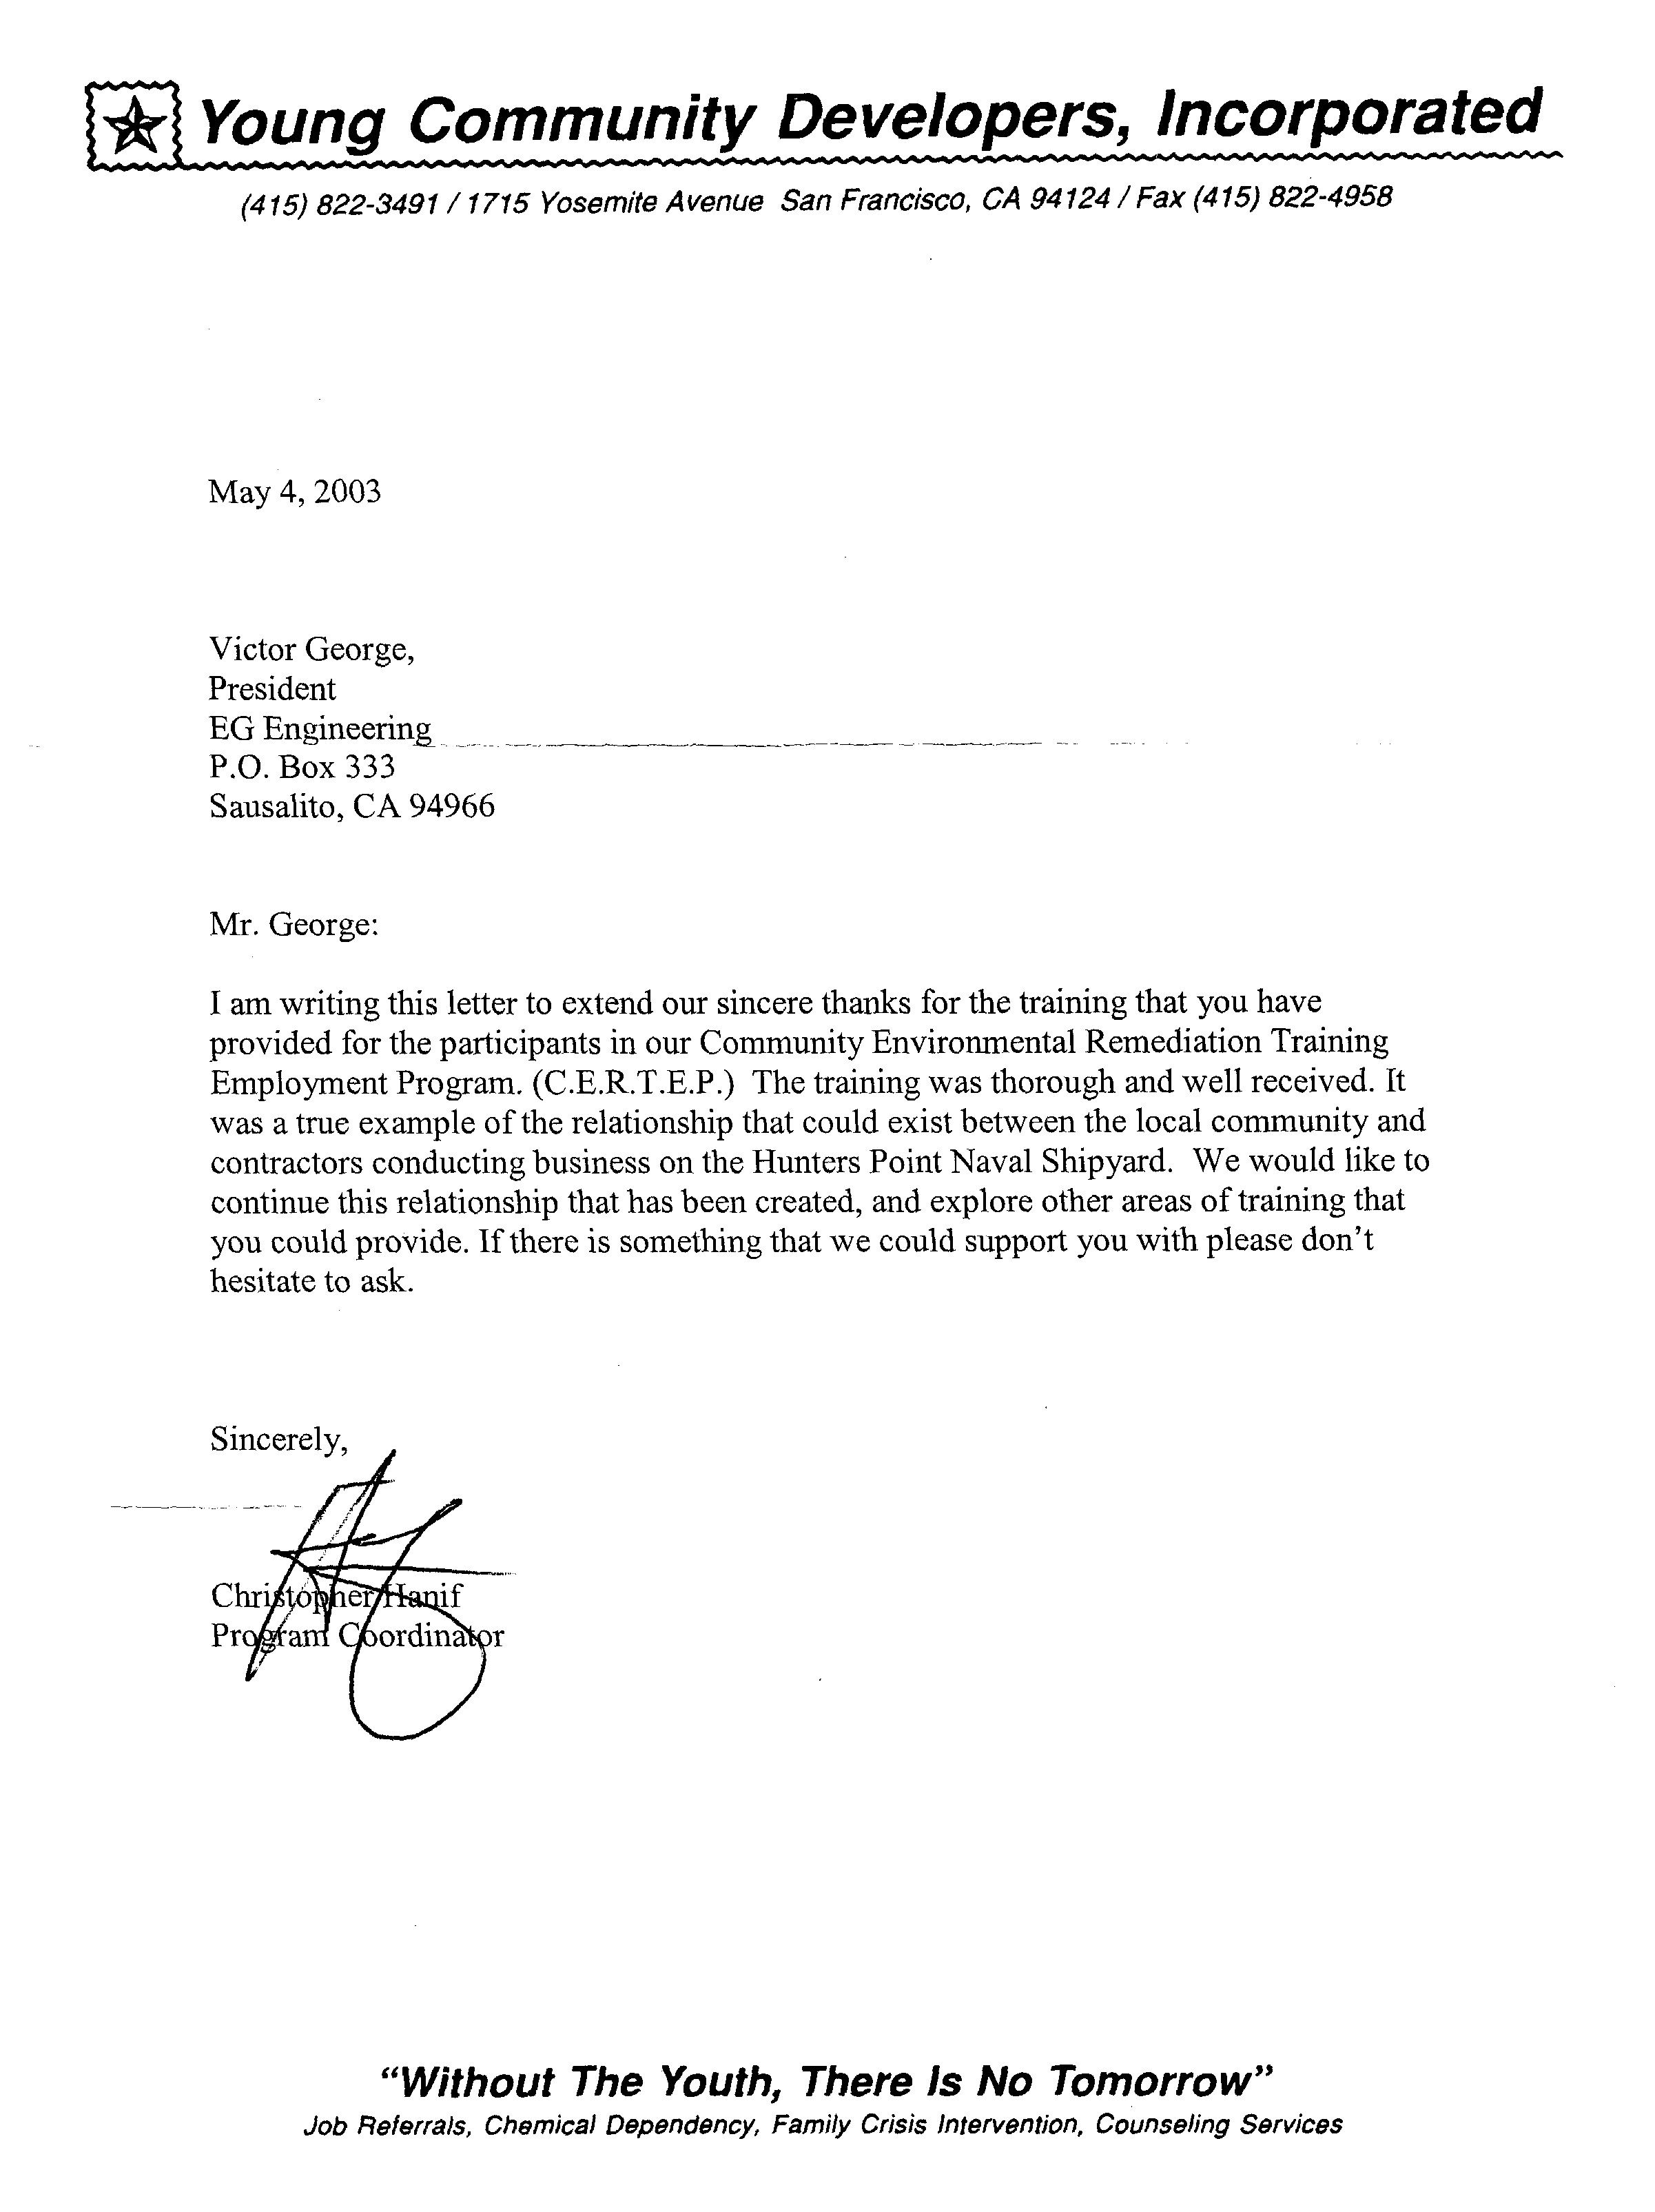 Young Community Developers, Incorporated
(415) 822-3491 / 1715 Yosemite Avenue San Francisco, CA 94124 / Fax (415) 822-4958
May 4, 2003
Victor George,
President
EG Engineering
P.O. Box 333
Sausalito, CA 94966
Mr. George:
I am writing this letter to extend our sincere thanks for the training that you have
provided for the participants in our Community Environmental Remediation Training
Employment Program. (C.E.R.T.E.P.) The training was thorough and well received. It
was a true example of the relationship that could exist between the local community and
contractors conducting business on the Hunters Point Naval Shipyard. We would like to
continue this relationship that has been created, and explore other areas of training that
you could provide. If there is something that we could support you with please don't
hesitate to ask.
Sincerely,
Christopher Hanif
Program Coordinator
"Without The Youth, There Is No Tomorrow"
Job Referrals, Chemical Dependency, Family Crisis Intervention, Counseling Services